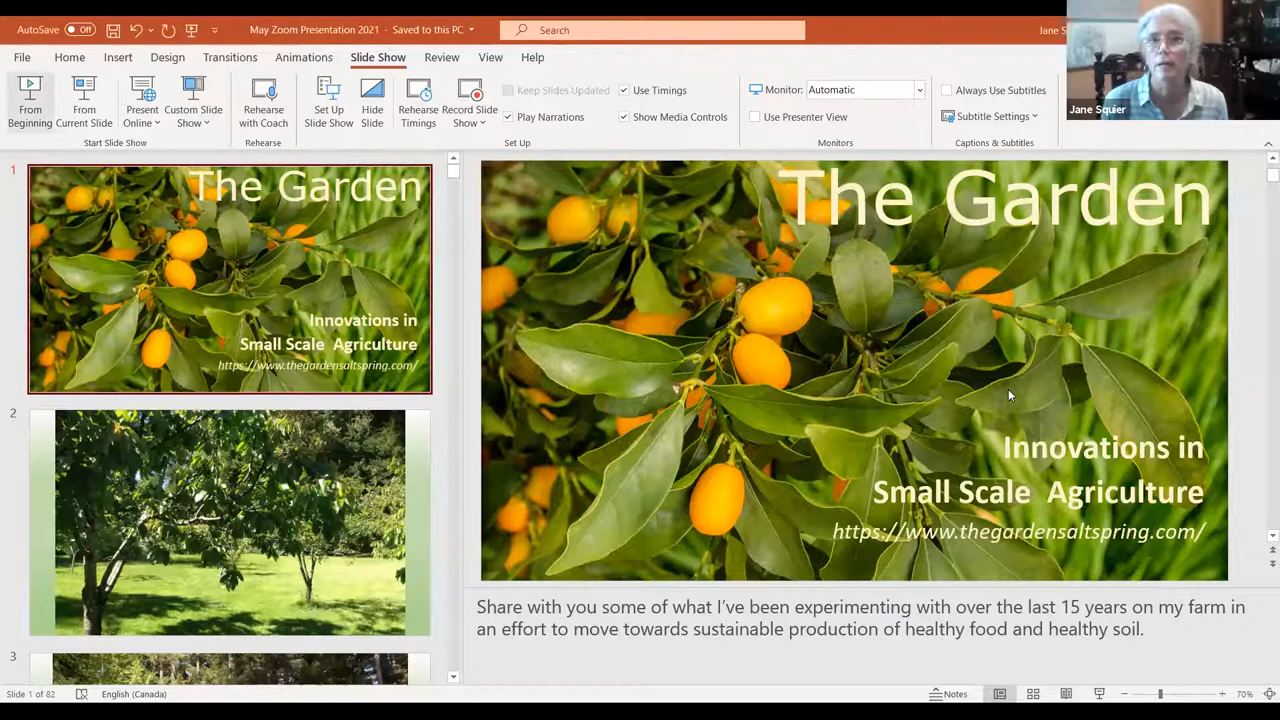 AutoSave Off
May Zoom Presentation 2021 - Saved to this PC
Search
Jane S
Jane Squier
File Home Insert Design Transitions Animations Slide Show Review View Help
From Beginning
From Current Slide
Present Online
Custom Slide Show
Rehearse with Coach
Set Up Slide Show
Hide Slide
Rehearse Timings
Record Slide Show
Keep Slides Updated
Use Timings
Play Narrations
Show Media Controls
Monitor: Automatic
Use Presenter View
Always Use Subtitles
Subtitle Settings
Start Slide Show
Rehearse
Set Up
Monitors
Captions & Subtitles
1
The Garden
Innovations in
Small Scale Agriculture
https://www.thegardensaltspring.com/
2
3
The Garden
Innovations in
Small Scale Agriculture
https://www.thegardensaltspring.com/
Share with you some of what I've been experimenting with over the last 15 years on my farm in
an effort to move towards sustainable production of healthy food and healthy soil.
Slide 1 of 82 English (Canada) Notes 70%